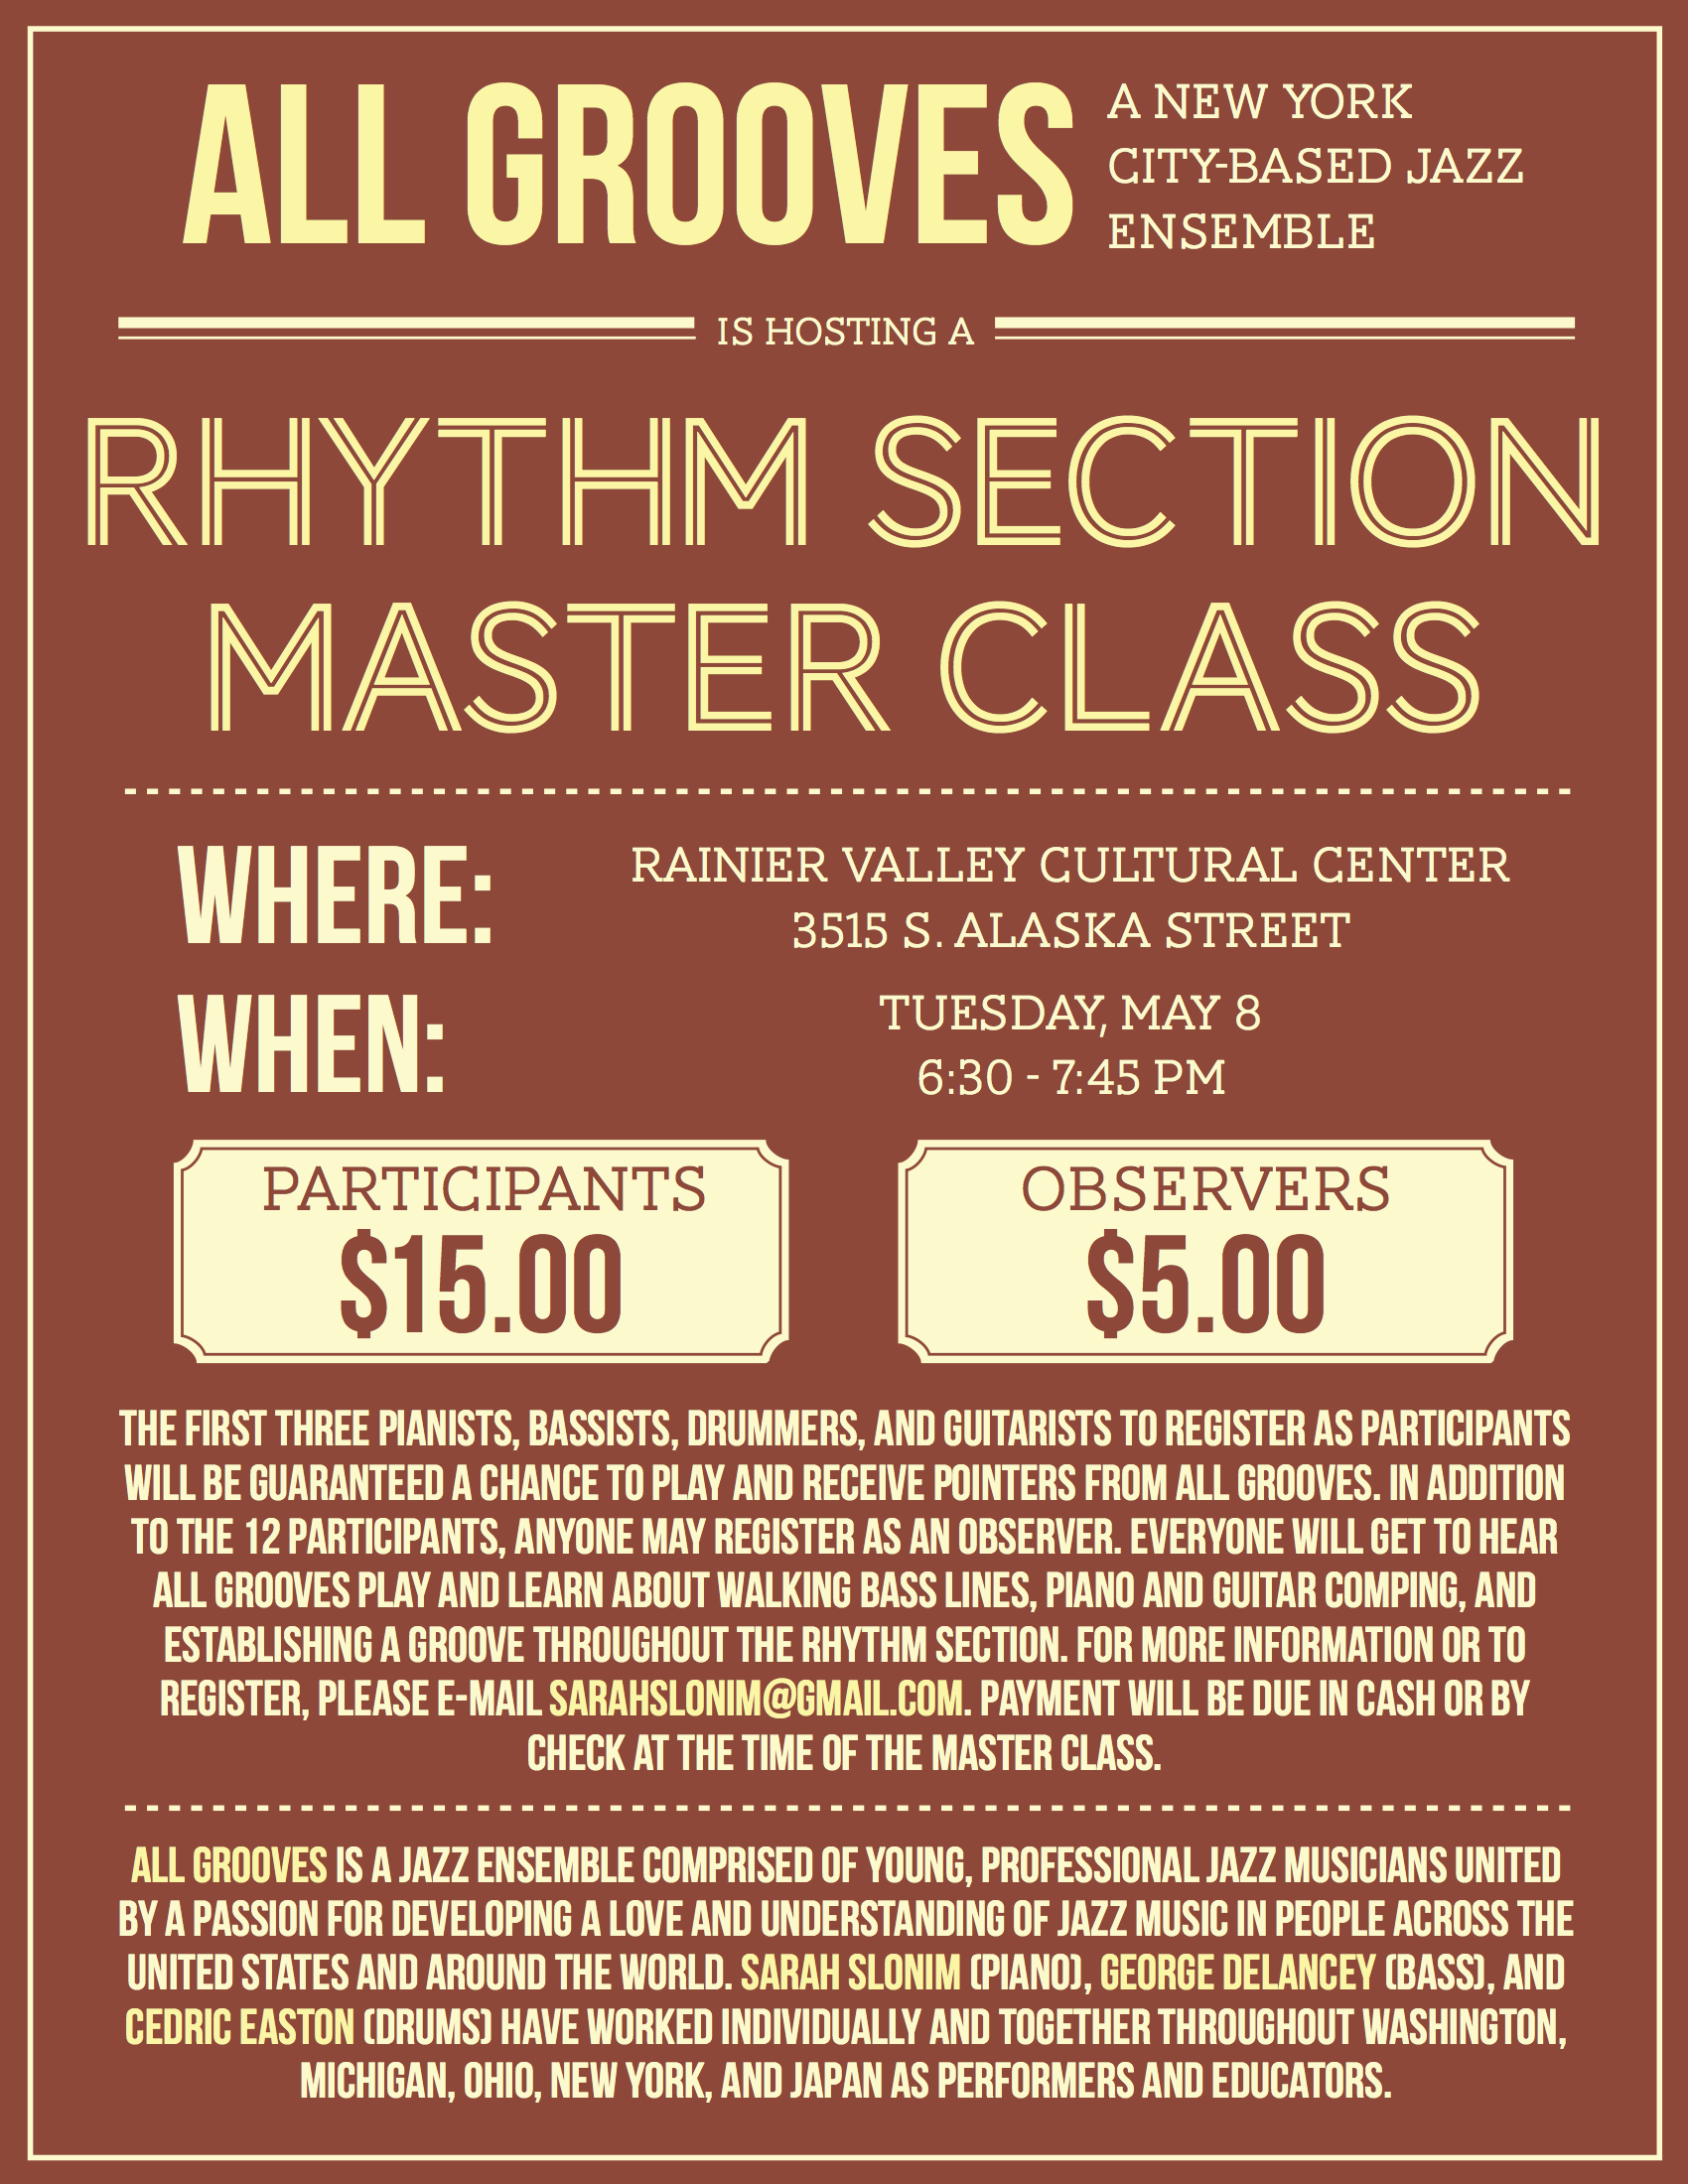 ALL GROOVES
A NEW YORK
CITY-BASED JAZZ
ENSEMBLE
IS HOSTING A
RHYTHM SECTION
MASTER CLASS
WHERE:
RAINIER VALLEY CULTURAL CENTER
3515 S. ALASKA STREET
WHEN:
TUESDAY, MAY 8
6:30 - 7:45 PM
PARTICIPANTS
$15.00
OBSERVERS
$5.00
THE FIRST THREE PIANISTS, BASSISTS, DRUMMERS, AND GUITARISTS TO REGISTER AS PARTICIPANTS
WILL BE GUARANTEED A CHANCE TO PLAY AND RECEIVE POINTERS FROM ALL GROOVES. IN ADDITION
TO THE 12 PARTICIPANTS, ANYONE MAY REGISTER AS AN OBSERVER. EVERYONE WILL GET TO HEAR
ALL GROOVES PLAY AND LEARN ABOUT WALKING BASS LINES, PIANO AND GUITAR COMPING, AND
ESTABLISHING A GROOVE THROUGHOUT THE RHYTHM SECTION. FOR MORE INFORMATION OR TO
REGISTER, PLEASE E-MAIL SARAHSLONIM@GMAIL.COM. PAYMENT WILL BE DUE IN CASH OR BY
CHECK AT THE TIME OF THE MASTER CLASS.
ALL GROOVES IS A JAZZ ENSEMBLE COMPRISED OF YOUNG, PROFESSIONAL JAZZ MUSICIANS UNITED
BY A PASSION FOR DEVELOPING A LOVE AND UNDERSTANDING OF JAZZ MUSIC IN PEOPLE ACROSS THE
UNITED STATES AND AROUND THE WORLD. SARAH SLONIM (PIANO), GEORGE DELANCEY (BASS), AND
CEDRIC EASTON (DRUMS) HAVE WORKED INDIVIDUALLY AND TOGETHER THROUGHOUT WASHINGTON,
MICHIGAN, OHIO, NEW YORK, AND JAPAN AS PERFORMERS AND EDUCATORS.